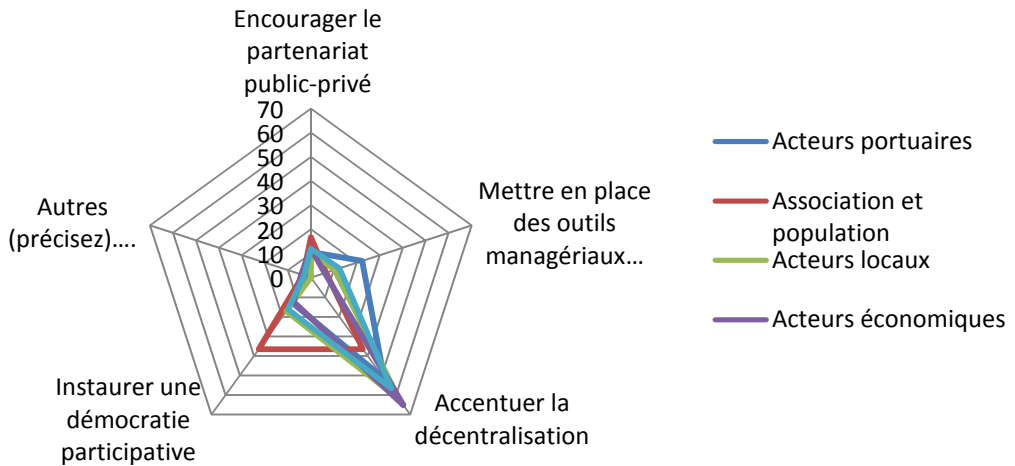 Encourager le
partenariat
public-privé
70
60
50
40
30
20
10
0
Mettre en place
des outils
managériaux...
Accentuer la
décentralisation
Instaurer une
démocratie
participative
Autres
(précisez)....
Acteurs portuaires
Association et
population
Acteurs locaux
Acteurs économiques